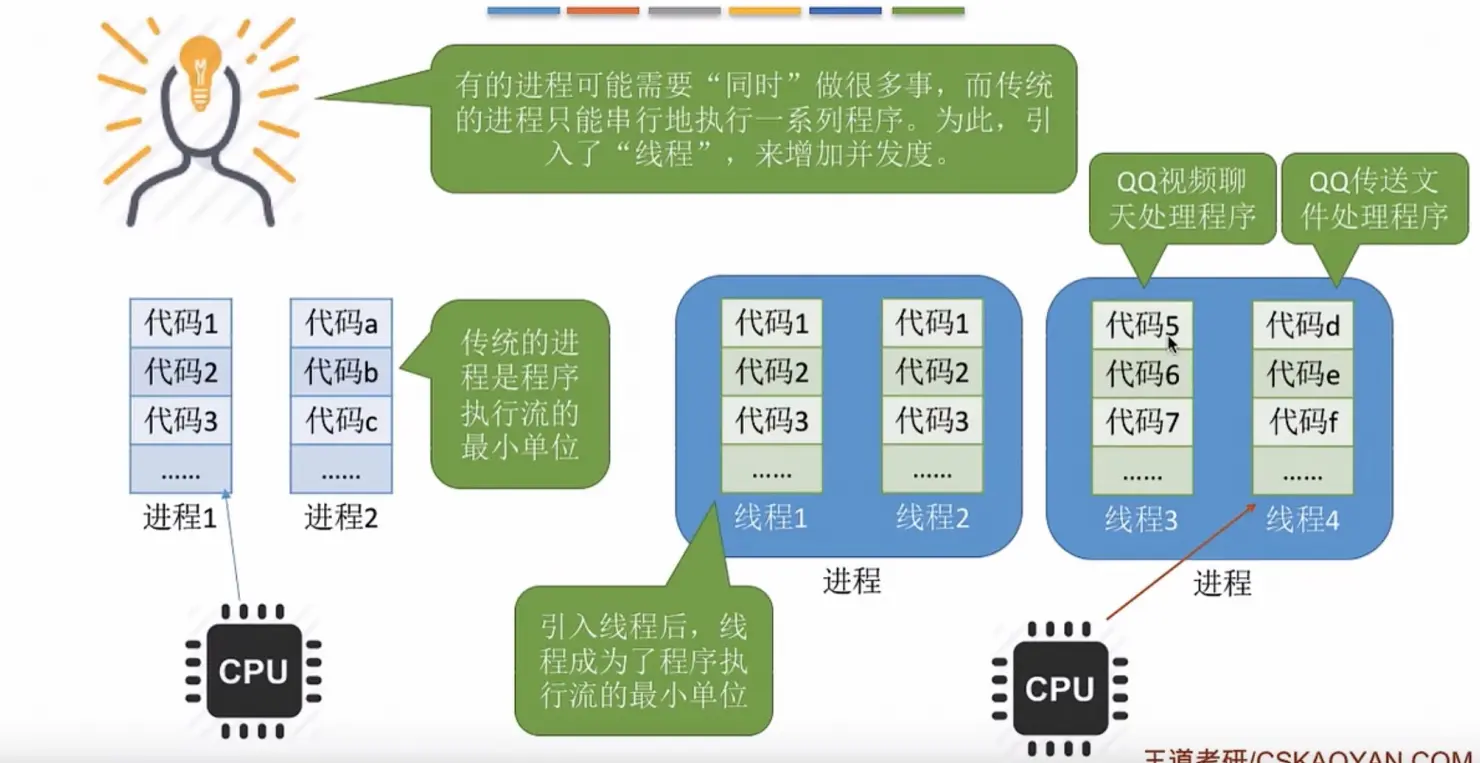 有的进程可能需要“同时”做很多事，而传统
的进程只能串行地执行一系列程序。为此，引
入了“线程”，来增加并发度。
QQ视频聊
天处理程序
QQ传送文
件处理程序
代码1
代码2
代码3
……
进程1
代码a
代码b
代码c
……
进程2
传统的进
程是程序
执行流的
最小单位
代码1
代码2
代码3
……
线程1
代码1
代码2
代码3
……
线程2
进程
代码5
代码6
代码7
……
线程3
代码d
代码e
代码f
……
线程4
进程
引入线程后，线
程成为了程序执
行流的最小单位
CPU
CPU
王道考研/CSKAOYAN.COM